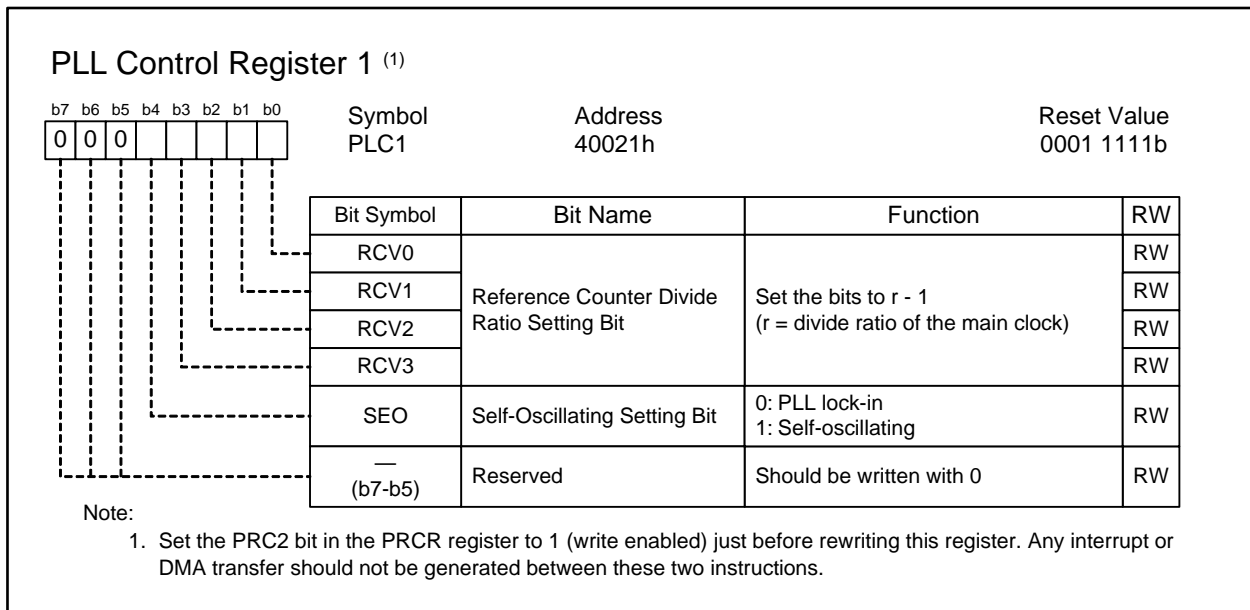 PLL Control Register 1 (1)
b7 b6 b5 b4 b3 b2 b1 b0
0 0 0
Symbol Address Reset Value
PLC1 40021h 0001 1111b
Bit Symbol Bit Name Function RW
RCV0 RW
RCV1 RW
RCV2 RW
RCV3 RW
Reference Counter Divide
Ratio Setting Bit
Set the bits to r - 1
(r = divide ratio of the main clock)
SEO Self-Oscillating Setting Bit RW
0: PLL lock-in
1: Self-oscillating
—
(b7-b5) Reserved Should be written with 0 RW
Note:
1. Set the PRC2 bit in the PRCR register to 1 (write enabled) just before rewriting this register. Any interrupt or
DMA transfer should not be generated between these two instructions.